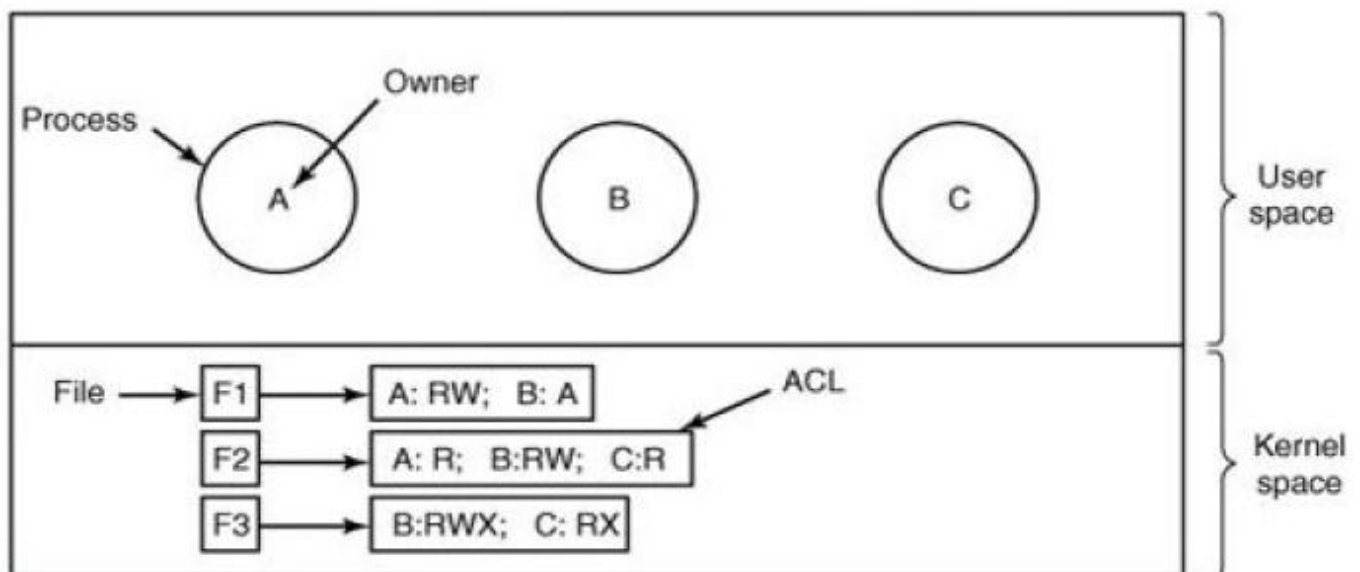 Owner
Process
A
B
C
User
space
File
F1
A: RW; B: A
ACL
F2
A: R; B:RW; C:R
F3
B:RWX; C: RX
Kernel
space